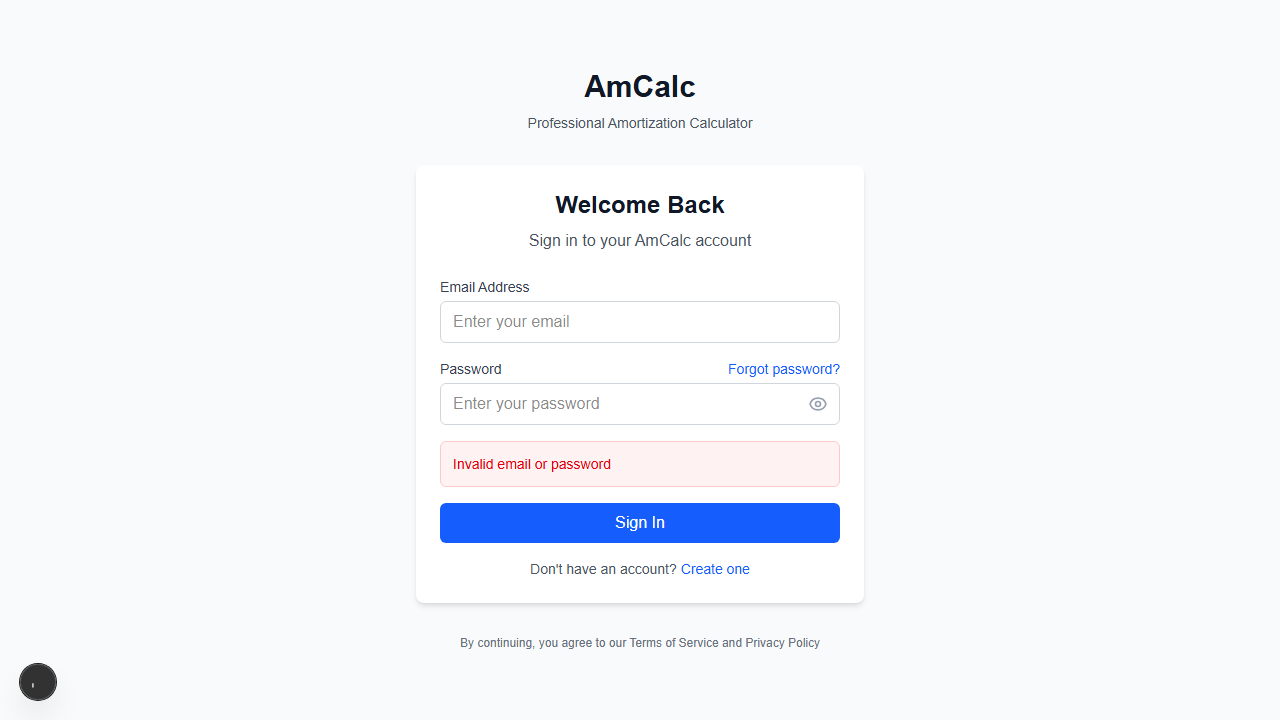 AmCalc
Professional Amortization Calculator
Welcome Back
Sign in to your AmCalc account
Email Address
Enter your email
Password Forgot password?
Enter your password
Invalid email or password
Sign In
Don't have an account? Create one
By continuing, you agree to our Terms of Service and Privacy Policy